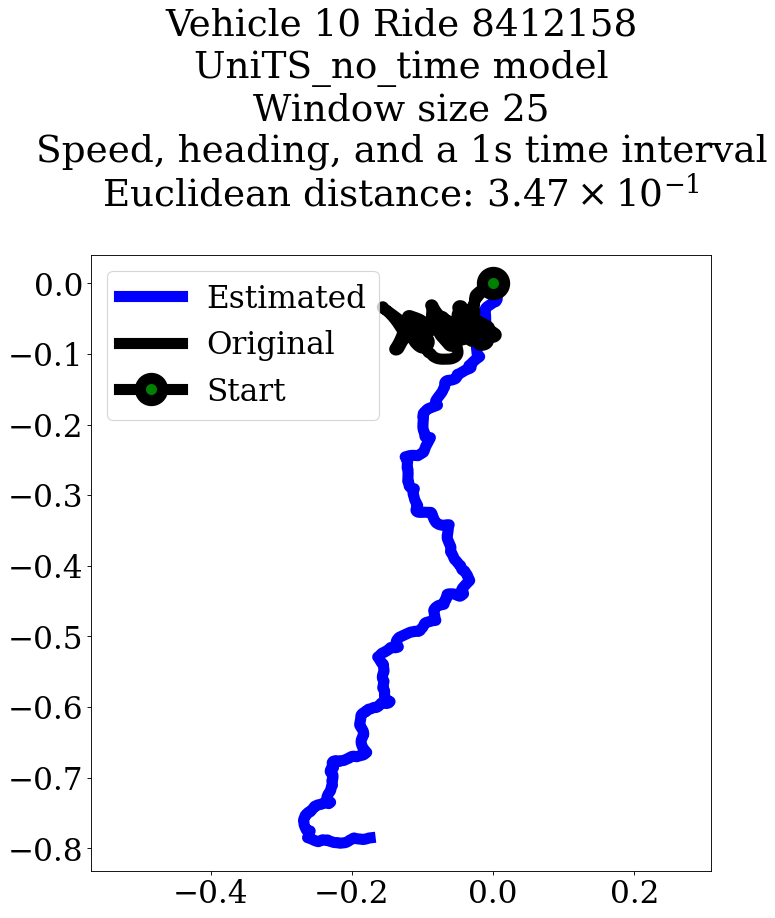 Vehicle 10 Ride 8412158
UniTS_no_time model
Window size 25
Speed, heading, and a 1s time interval
Euclidean distance: 3.47 × 10⁻¹
Estimated
Original
Start
0.0
−0.1
−0.2
−0.3
−0.4
−0.5
−0.6
−0.7
−0.8
−0.4
−0.2
0.0
0.2